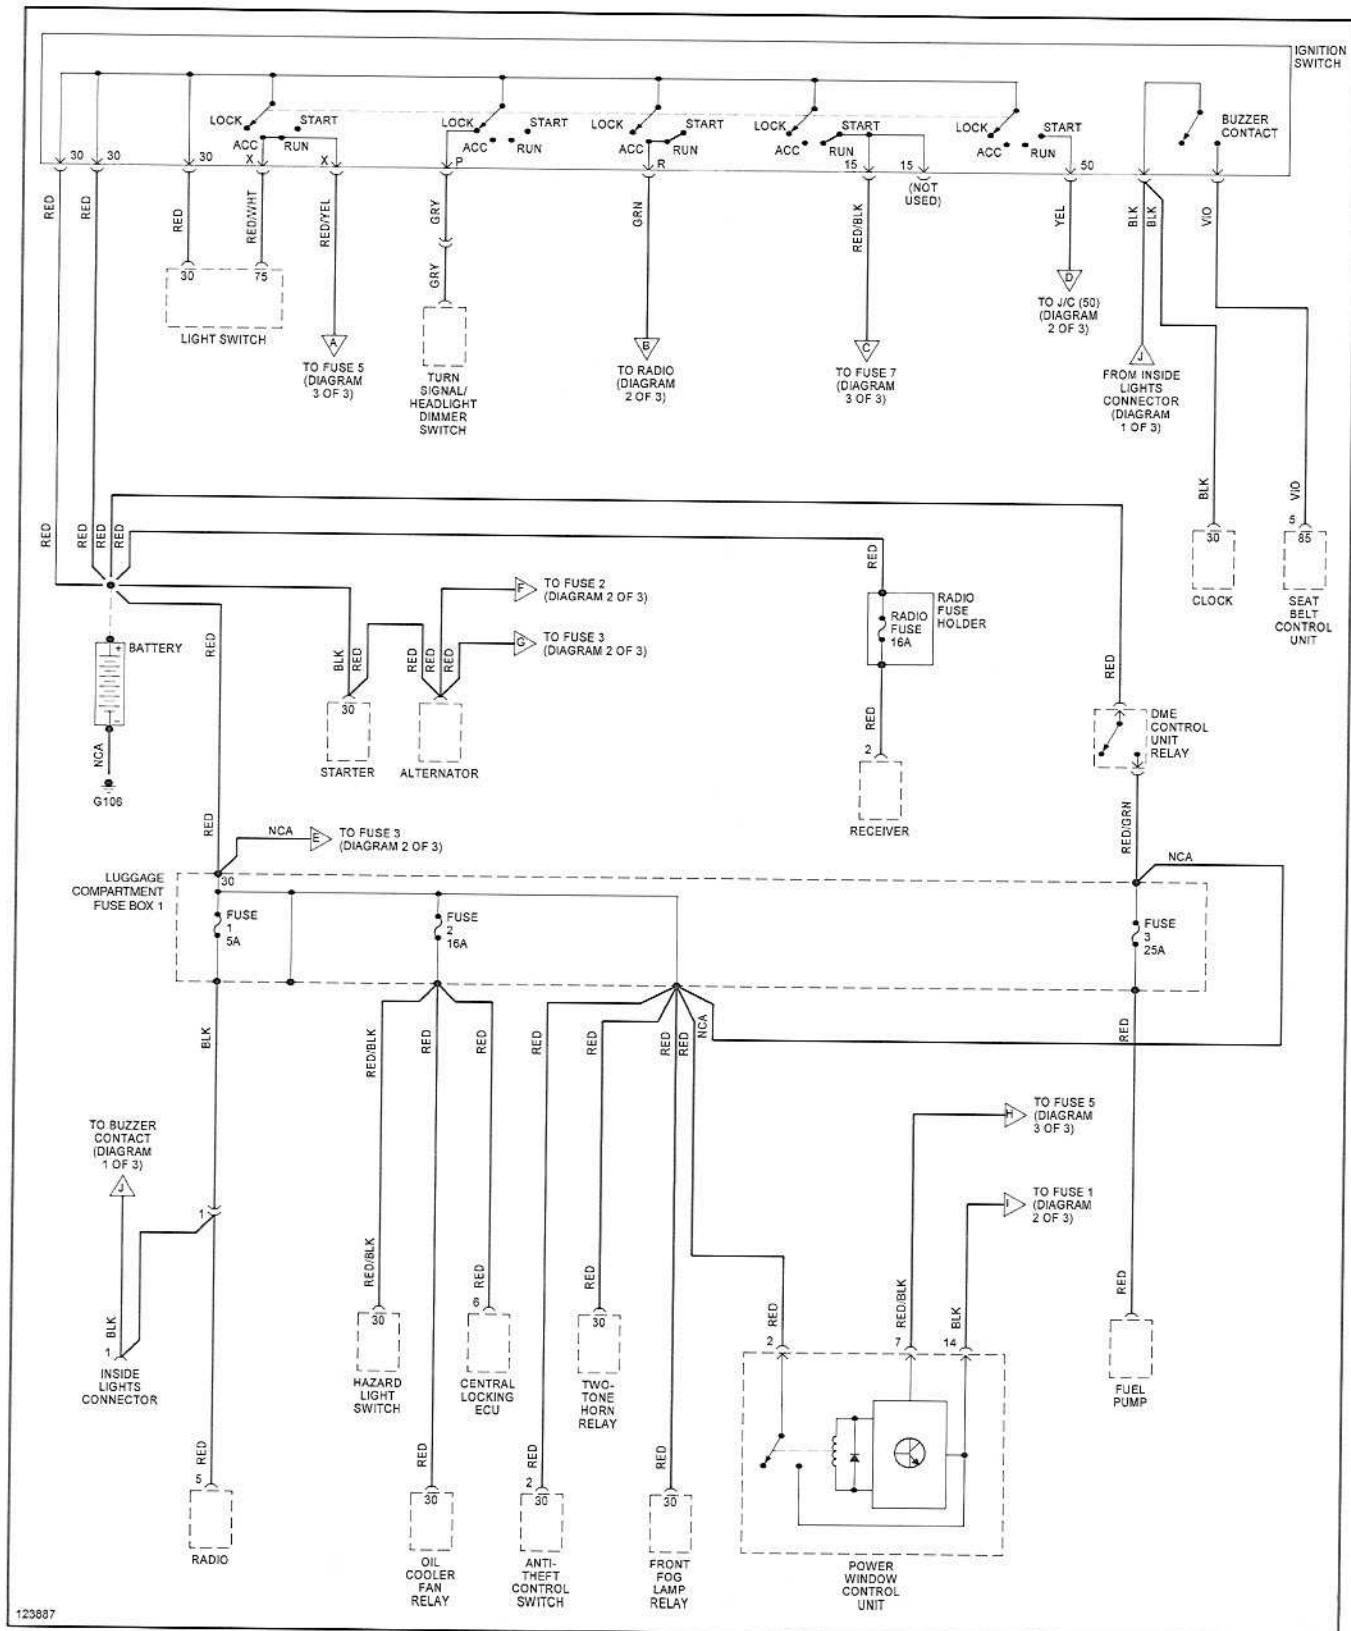 IGNITION
SWITCH
LOCK
START
ACC
RUN
LOCK
START
ACC
RUN
LOCK
START
ACC
RUN
LOCK
START
ACC
RUN
LOCK
START
ACC
RUN
BUZZER
CONTACT
30
30
30
X
X
P
R
15
15
(NOT
USED)
50
RED
RED
RED
RED/WHT
RED/YEL
GRY
GRN
RED/BLK
YEL
BLK
BLK
VIO
30
75
LIGHT SWITCH
GRY
A
TO FUSE 5
(DIAGRAM
3 OF 3)
TURN
SIGNAL/
HEADLIGHT
DIMMER
SWITCH
B
TO RADIO
(DIAGRAM
2 OF 3)
C
TO FUSE 7
(DIAGRAM
3 OF 3)
D
TO J/C (50)
(DIAGRAM
2 OF 3)
J
FROM INSIDE
LIGHTS
CONNECTOR
(DIAGRAM
1 OF 3)
BLK
VIO
30
CLOCK
5
85
SEAT
BELT
CONTROL
UNIT
RED
RED
RED
RED
RED
BATTERY
NCA
G106
RED
BLK
RED
RED
RED
RED
F
TO FUSE 2
(DIAGRAM 2 OF 3)
G
TO FUSE 3
(DIAGRAM 2 OF 3)
30
STARTER
ALTERNATOR
RADIO
FUSE
16A
RADIO
FUSE
HOLDER
RED
2
RECEIVER
RED
DME
CONTROL
UNIT
RELAY
RED/GRN
NCA
RED
NCA
E
TO FUSE 3
(DIAGRAM 2 OF 3)
LUGGAGE
COMPARTMENT
FUSE BOX 1
30
FUSE
1
5A
FUSE
2
16A
FUSE
3
25A
BLK
RED/BLK
RED
RED
RED
RED
RED
RED
NCA
RED
TO BUZZER
CONTACT
(DIAGRAM
1 OF 3)
J
1
BLK
1
INSIDE
LIGHTS
CONNECTOR
RED
5
RADIO
RED/BLK
30
HAZARD
LIGHT
SWITCH
RED
6
CENTRAL
LOCKING
ECU
RED
30
OIL
COOLER
FAN
RELAY
RED
2
30
ANTI-
THEFT
CONTROL
SWITCH
RED
30
TWO-
TONE
HORN
RELAY
RED
30
FRONT
FOG
LAMP
RELAY
H
TO FUSE 5
(DIAGRAM
3 OF 3)
I
TO FUSE 1
(DIAGRAM
2 OF 3)
RED
2
RED/BLK
7
BLK
14
POWER
WINDOW
CONTROL
UNIT
RED
FUEL
PUMP
123887